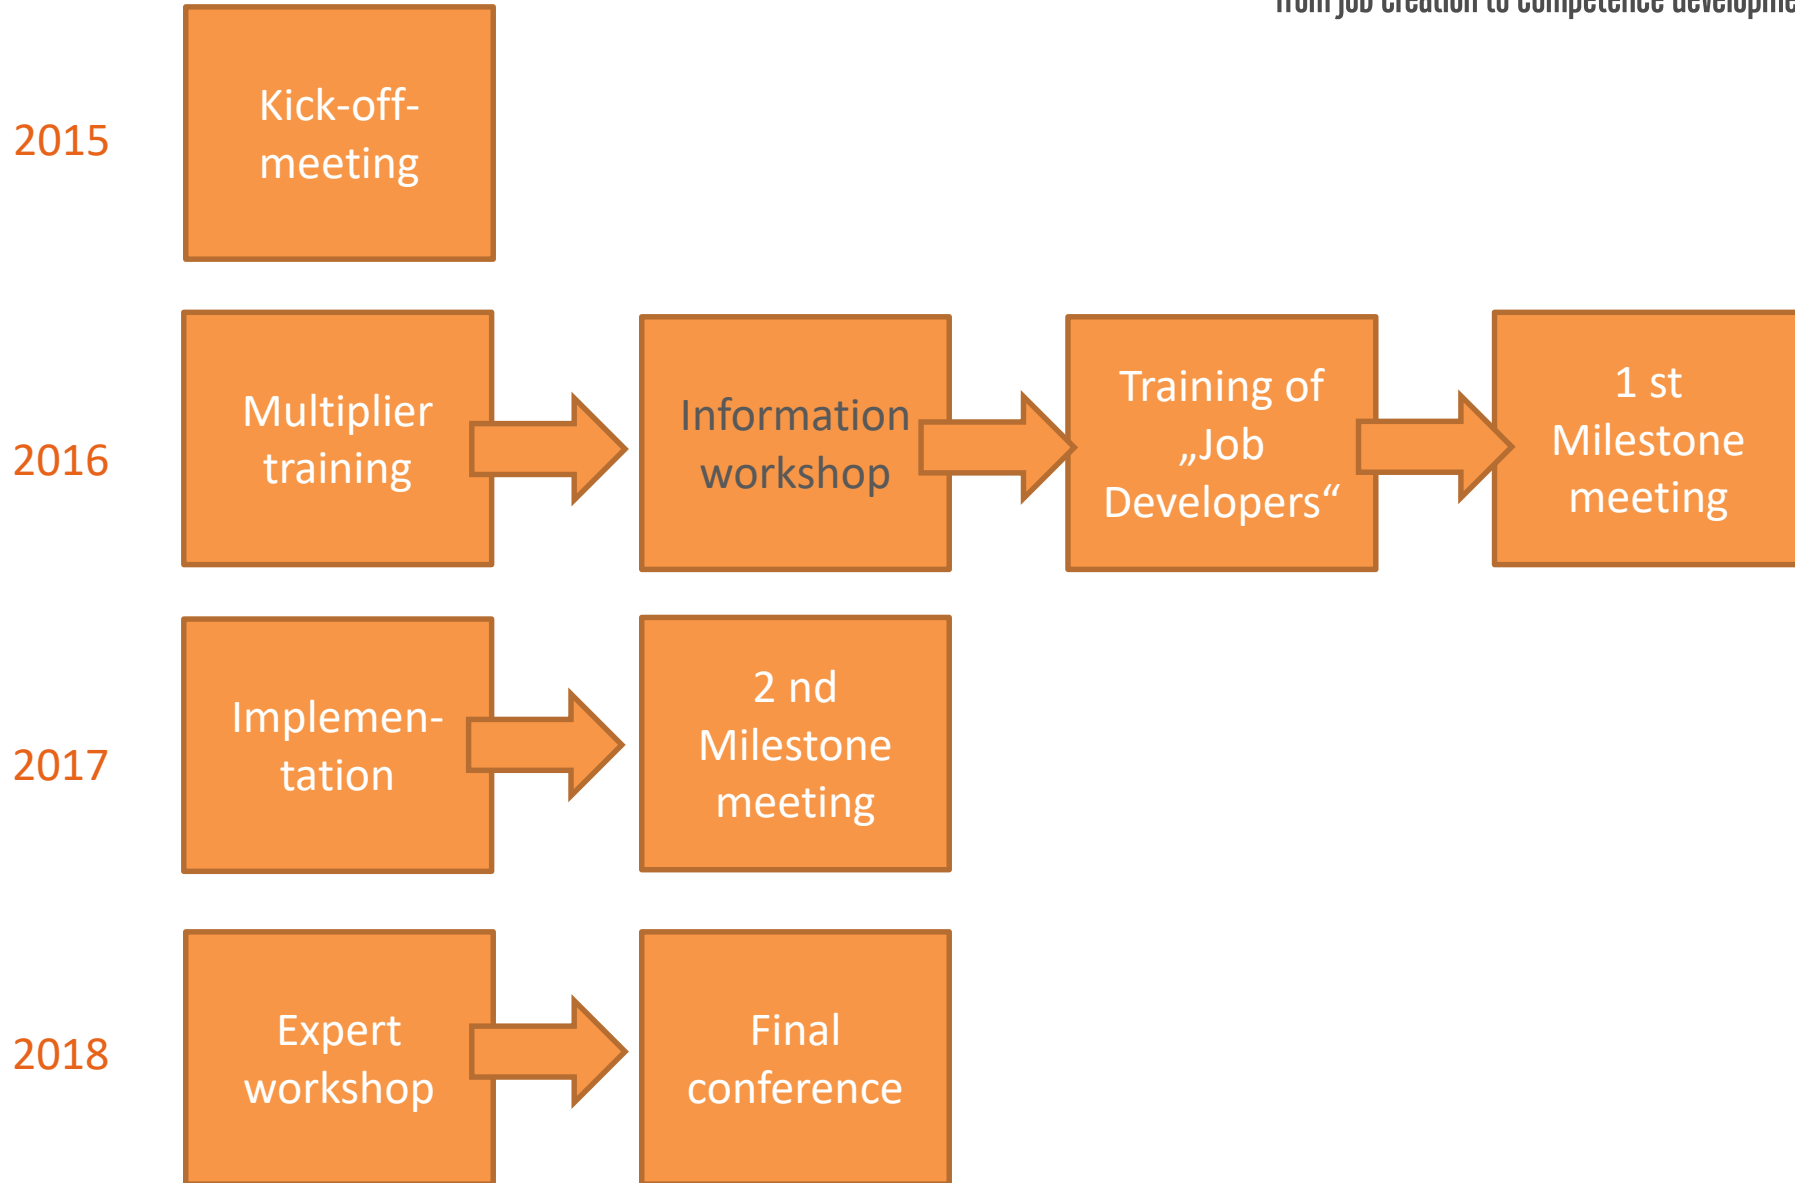 from job creation to competence
2015
Kick-off-
meeting
2016
Multiplier
training
Information
workshop
Training of
„Job
Developers“
1 st
Milestone
meeting
2017
Implemen-
tation
2 nd
Milestone
meeting
2018
Expert
workshop
Final
conference